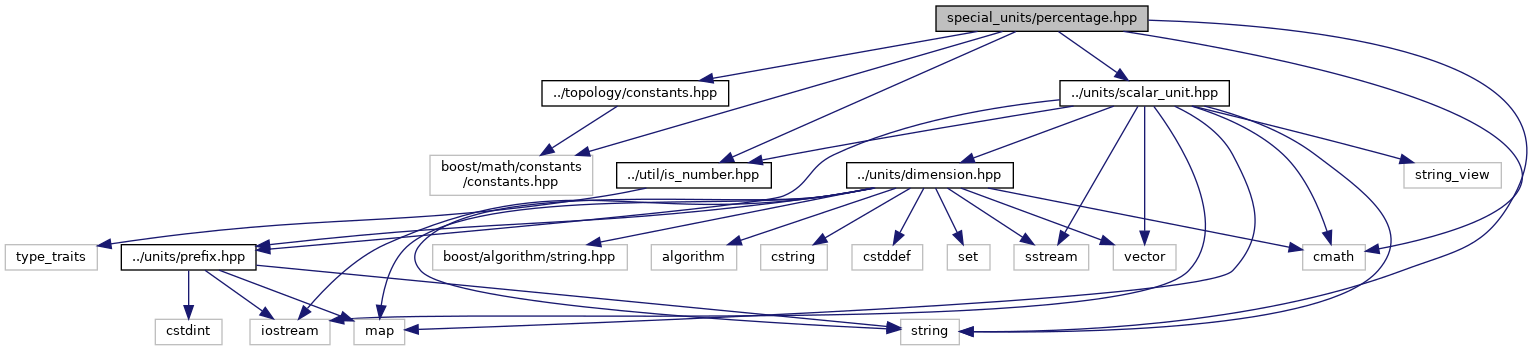 special_units/percentage.hpp
../topology/constants.hpp
../units/scalar_unit.hpp
boost/math/constants
/constants.hpp
../util/is_number.hpp
../units/dimension.hpp
string_view
type_traits
../units/prefix.hpp
boost/algorithm/string.hpp
algorithm
cstring
cstddef
set
sstream
vector
cmath
cstdint
iostream
map
string